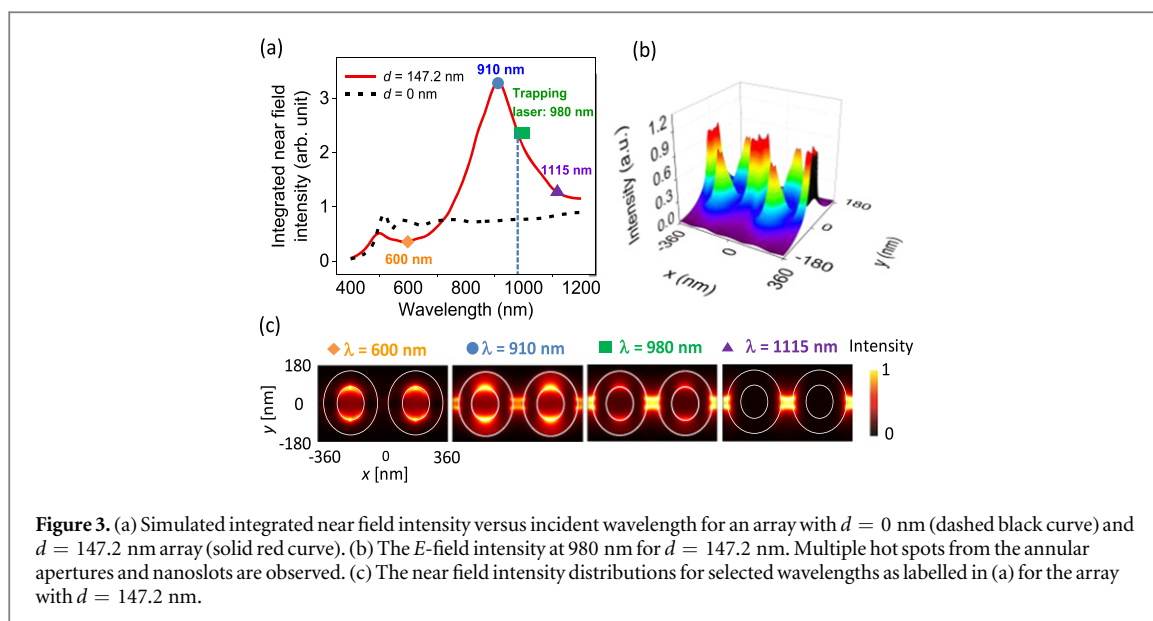 (a)
d = 147.2 nm
d = 0 nm
910 nm
Trapping
laser: 980 nm
1115 nm
600 nm
Integrated near field
intensity (arb. unit)
3
2
1
0
400 600 800 1000 1200
Wavelength (nm)
(b)
Intensity (a.u.)
1.2
0.9
0.6
0.3
0.0
-360 0 360
x (nm)
-180 0 180
y (nm)
(c)
λ = 600 nm λ = 910 nm λ = 980 nm λ = 1115 nm Intensity
180
0
-180
y [nm]
-360 0 360
x [nm]
1
0
Figure 3. (a) Simulated integrated near field intensity versus incident wavelength for an array with d = 0 nm (dashed black curve) and
d = 147.2 nm array (solid red curve). (b) The E-field intensity at 980 nm for d = 147.2 nm. Multiple hot spots from the annular
apertures and nanoslots are observed. (c) The near field intensity distributions for selected wavelengths as labelled in (a) for the array
with d = 147.2 nm.